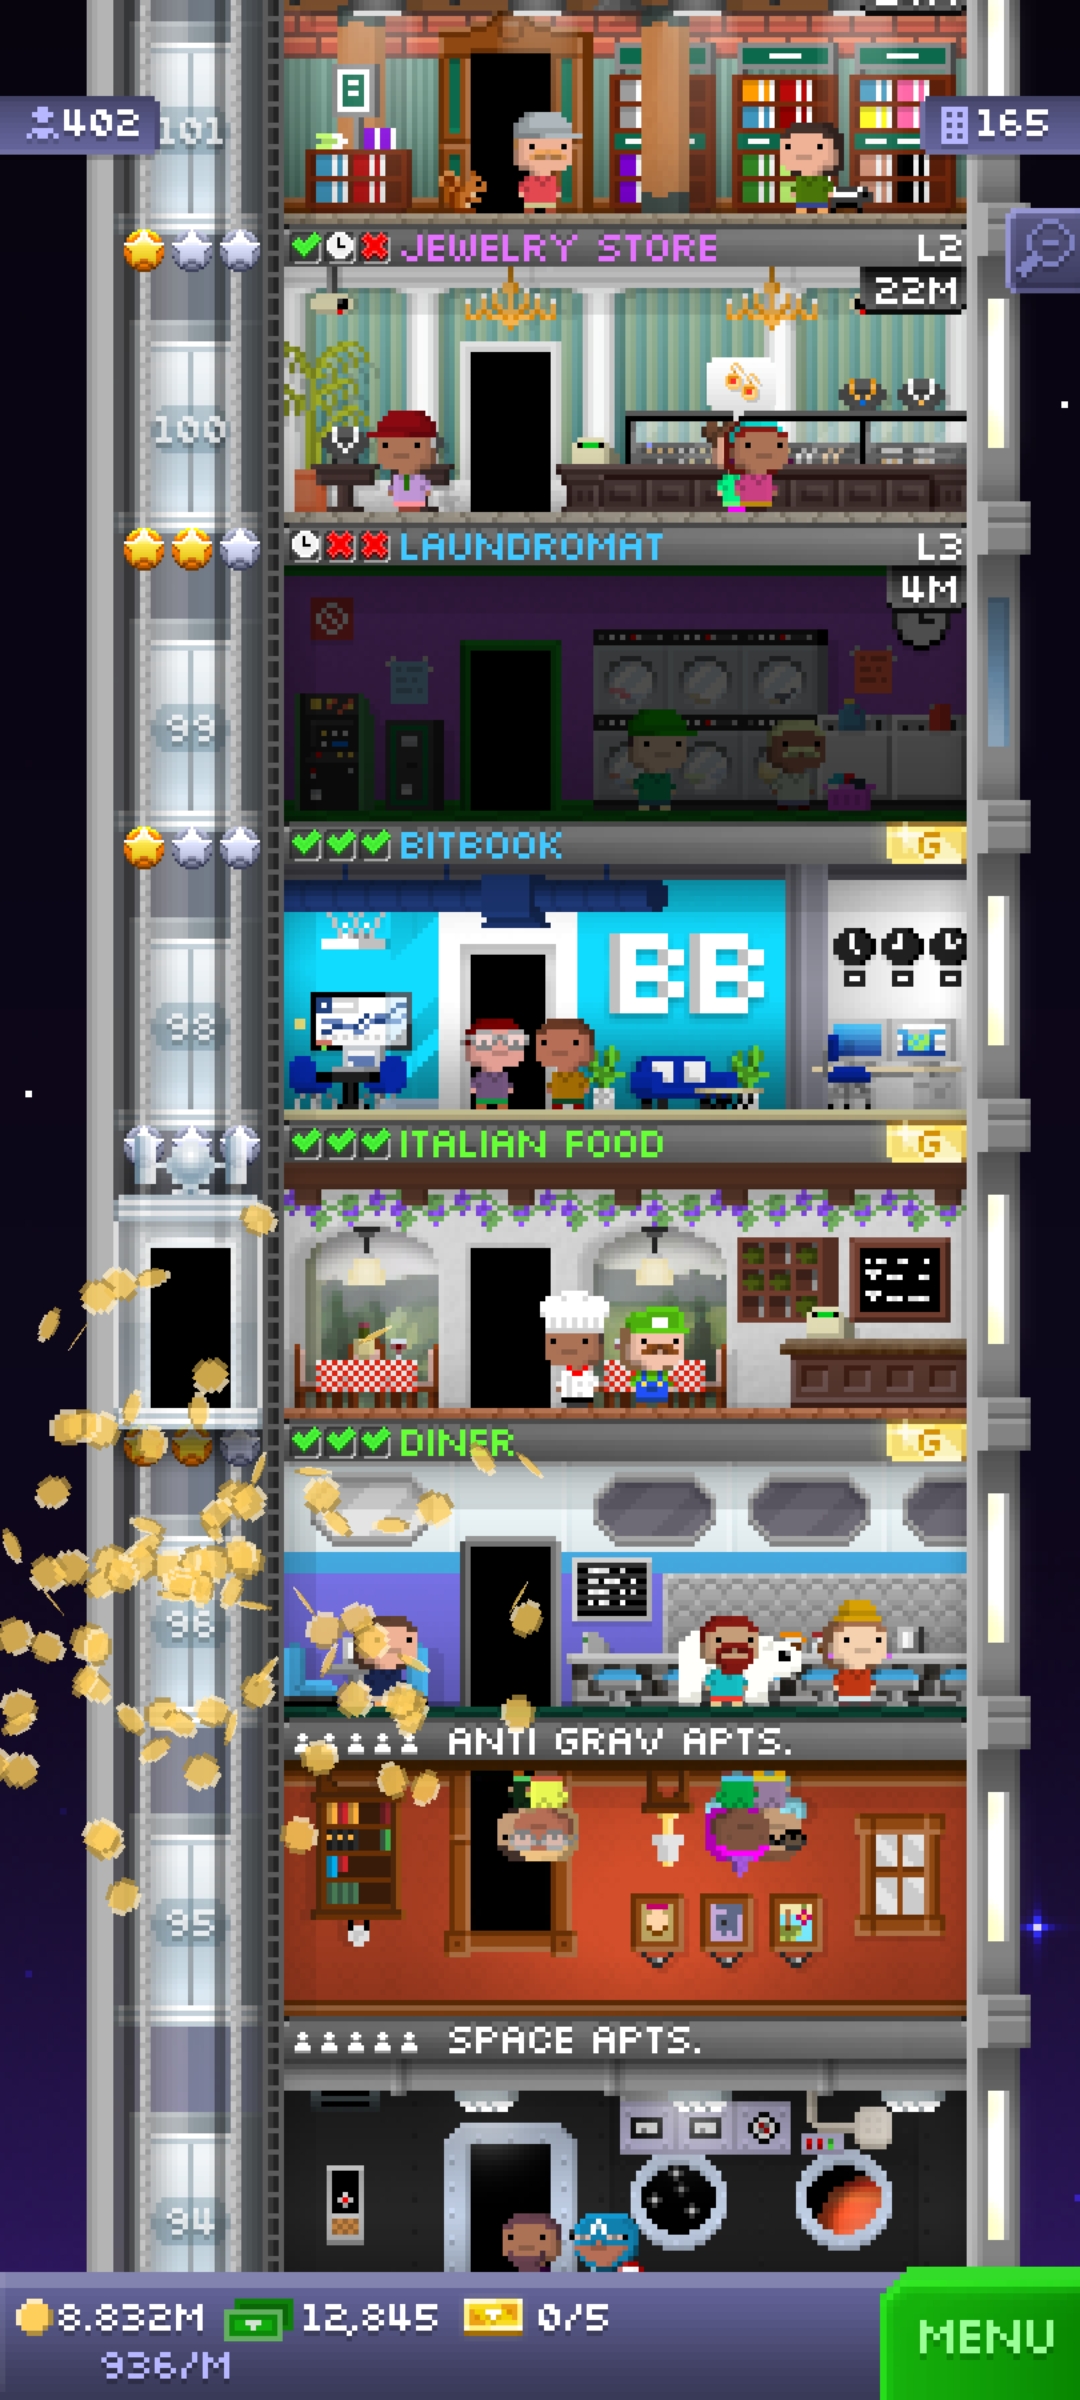 402
101
165
JEWELRY STORE
L2
22M
100
LAUNDROMAT
L3
4M
99
BITBOOK
G
BB
98
ITALIAN FOOD
G
DINER
G
96
ANTI GRAV APTS.
95
SPACE APTS.
94
8.832M
12,845
0/5
936/M
MENU